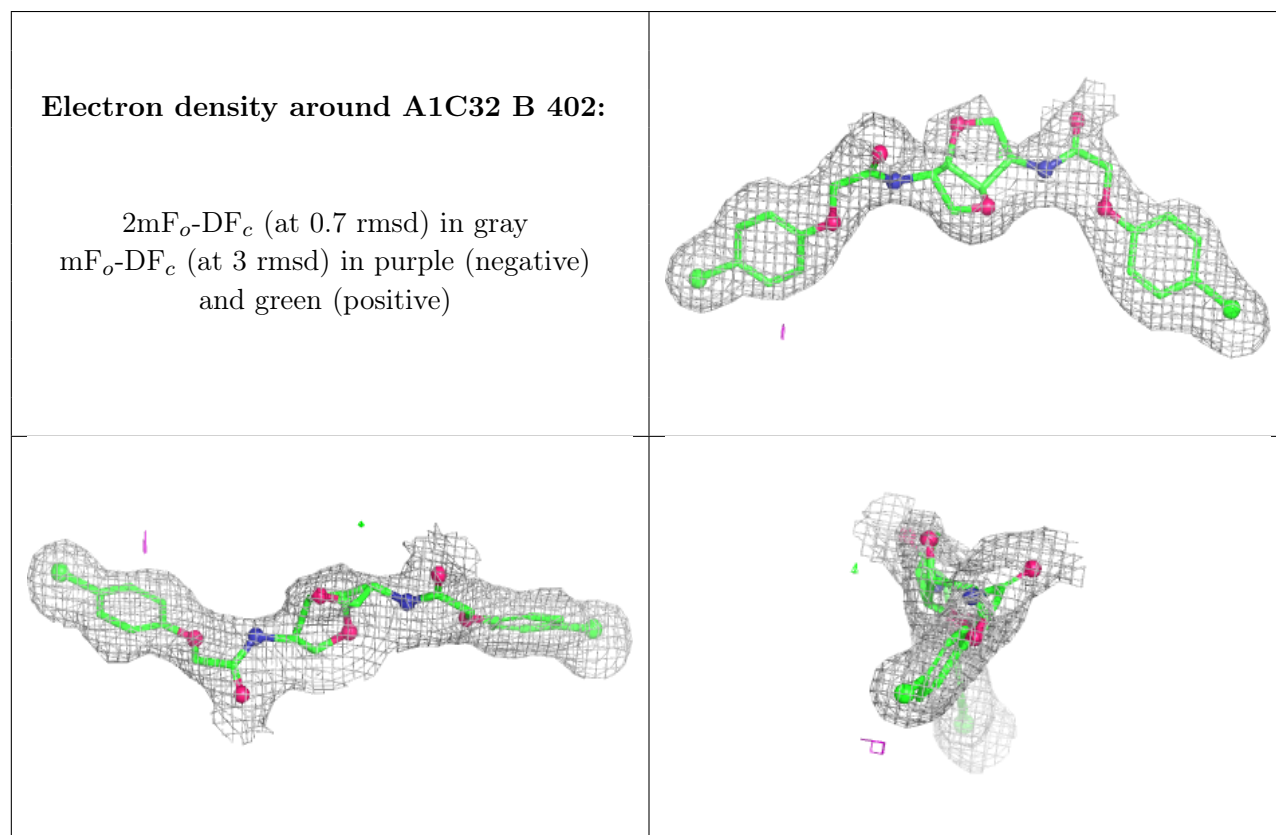 Electron density around A1C32 B 402:
2mFₒ-DF𝒸 (at 0.7 rmsd) in gray
mFₒ-DF𝒸 (at 3 rmsd) in purple (negative)
and green (positive)